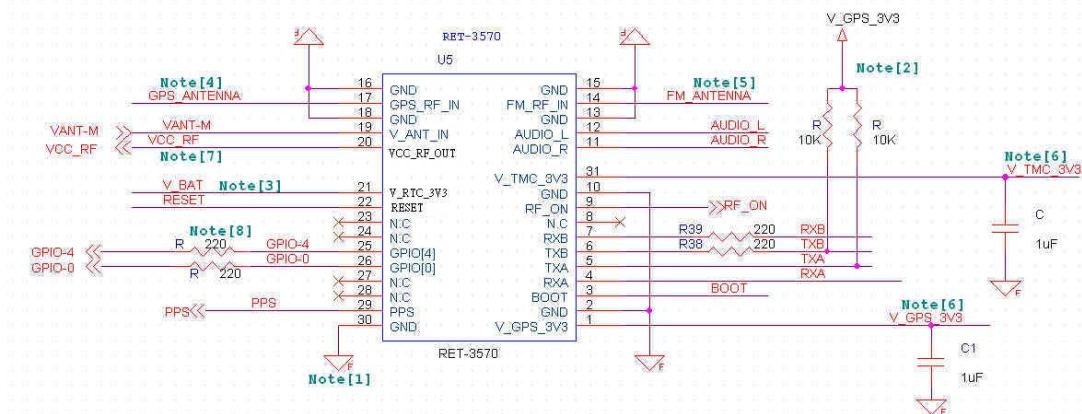 RET-3570
U5
V_GPS_3V3
Note[2]
Note[4]
GPS_ANTENNA
VANT-M
VANT-M
VCC_RF
VCC_RF
Note[7]
V_BAT
Note[3]
RESET
Note[8]
R
220
GPIO-4
GPIO-4
GPIO-0
GPIO-0
R
220
PPS
PPS
Note[1]
16 GND
17 GPS_RF_IN
18 GND
19 V_ANT_IN
20 VCC_RF_OUT
21 V_RTC_3V3
22 RESET
23 N.C
24 N.C
25 GPIO[4]
26 GPIO[0]
27 N.C
28 N.C
29 PPS
30 GND
GND 15
FM_RF_IN 14
GND 13
AUDIO_L 12
AUDIO_R 11
V_TMC_3V3 31
GND 10
RF_ON 9
N.C 8
RXB 7
TXB 6
TXA 5
RXA 4
BOOT 3
GND 2
V_GPS_3V3 1
RET-3570
Note[5]
FM_ANTENNA
AUDIO_L
AUDIO_R
R
10K
R
10K
RF_ON
R39 220 RXB
R38 220 TXB
TXA
RXA
BOOT
Note[6]
V_TMC_3V3
C
1uF
Note[6]
V_GPS_3V3
C1
1uF